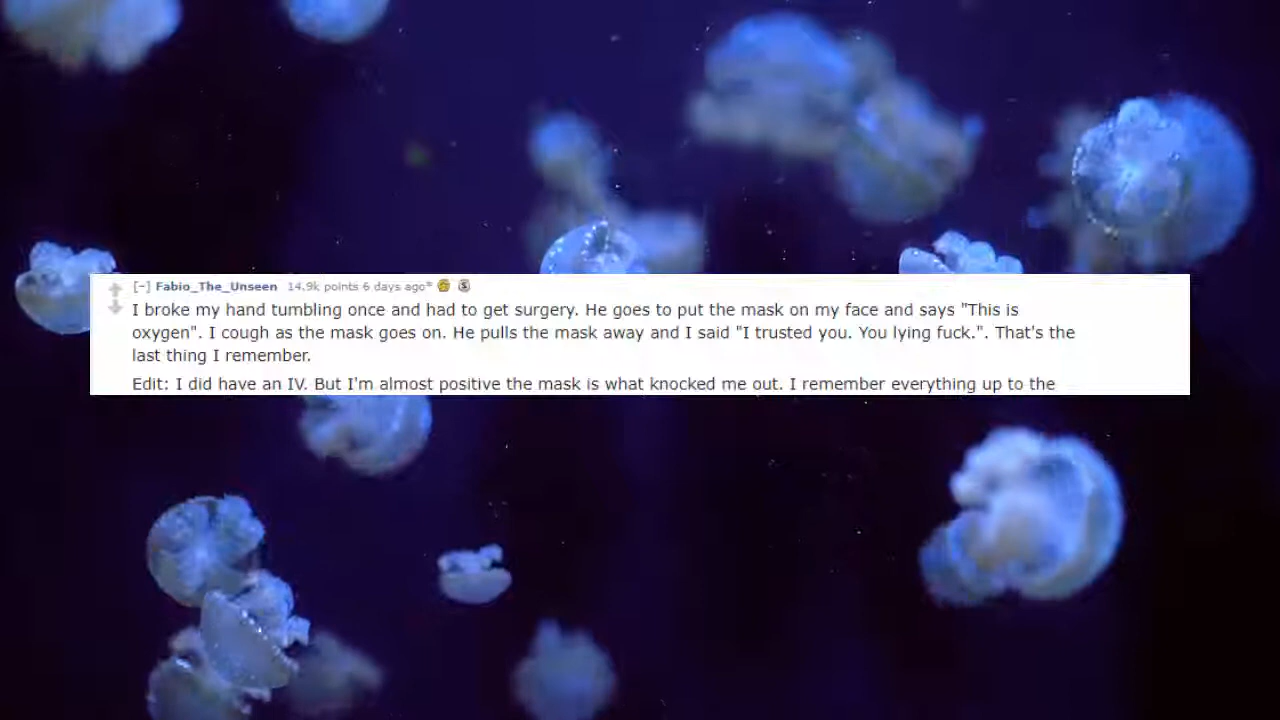 [-] Fabio_The_Unseen 14.9k points 6 days ago*
I broke my hand tumbling once and had to get surgery. He goes to put the mask on my face and says "This is
oxygen". I cough as the mask goes on. He pulls the mask away and I said "I trusted you. You lying fuck.". That's the
last thing I remember.
Edit: I did have an IV. But I'm almost positive the mask is what knocked me out. I remember everything up to the